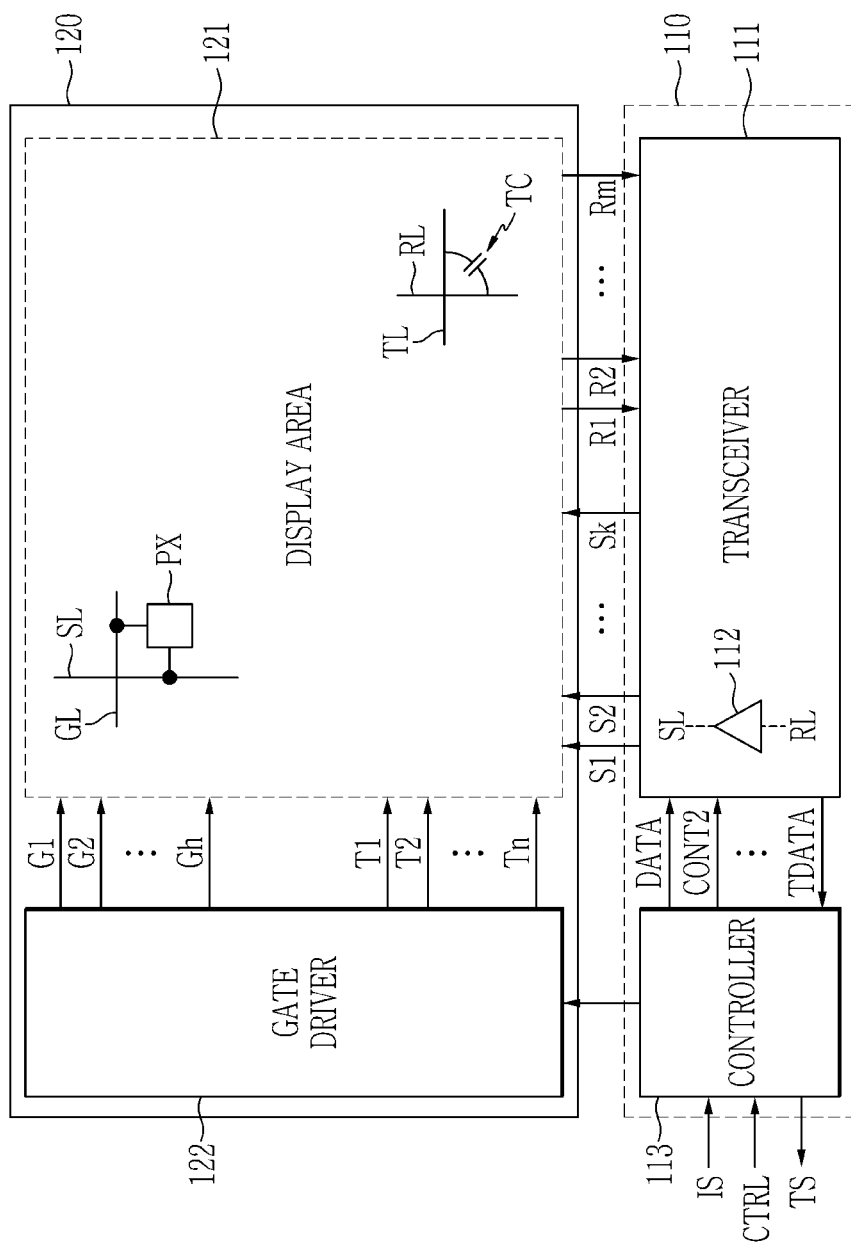 120
121
122
GATE
DRIVER
G1
G2
...
Gh
T1
T2
...
Tn
GL
SL
PX
DISPLAY AREA
TL
RL
TC
S1
S2
...
Sk
R1
R2
...
Rm
110
111
113
IS
CTRL
TS
CONTROLLER
DATA
CONT2
...
TDATA
SL
112
RL
TRANSCEIVER